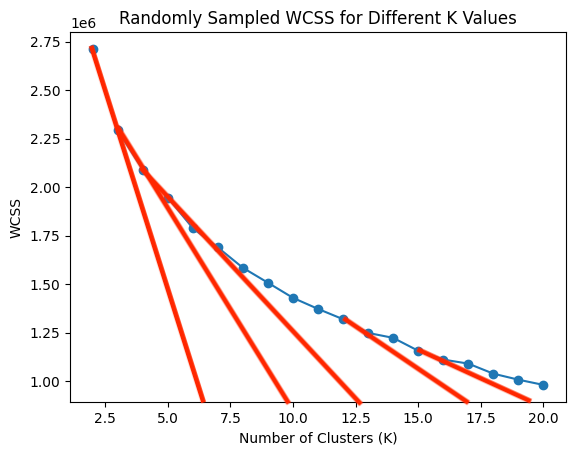 Randomly Sampled WCSS for Different K Values
1e6
2.75
2.50
2.25
2.00
1.75
1.50
1.25
1.00
WCSS
2.5 5.0 7.5 10.0 12.5 15.0 17.5 20.0
Number of Clusters (K)